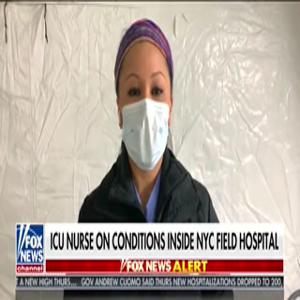 FOX
NEWS
channel
ICU NURSE ON CONDITIONS INSIDE NYC FIELD HOSPITAL
FOX NEWS ALERT
A NEW HIGH THURS... GOV ANDREW CUOMO SAID THURS NEW HOSPITALIZATIONS DROPPED TO 200